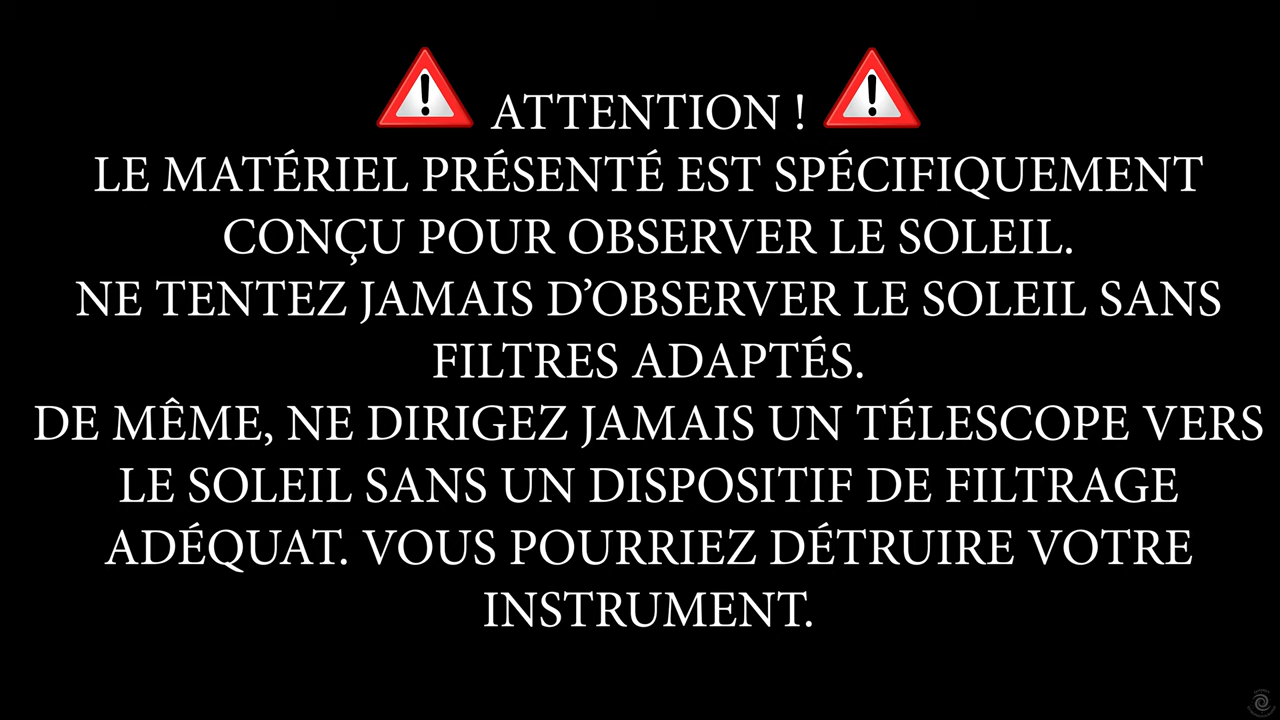 ATTENTION !
LE MATÉRIEL PRÉSENTÉ EST SPÉCIFIQUEMENT
CONÇU POUR OBSERVER LE SOLEIL.
NE TENTEZ JAMAIS D’OBSERVER LE SOLEIL SANS
FILTRES ADAPTÉS.
DE MÊME, NE DIRIGEZ JAMAIS UN TÉLESCOPE VERS
LE SOLEIL SANS UN DISPOSITIF DE FILTRAGE
ADÉQUAT. VOUS POURRIEZ DÉTRUIRE VOTRE
INSTRUMENT.